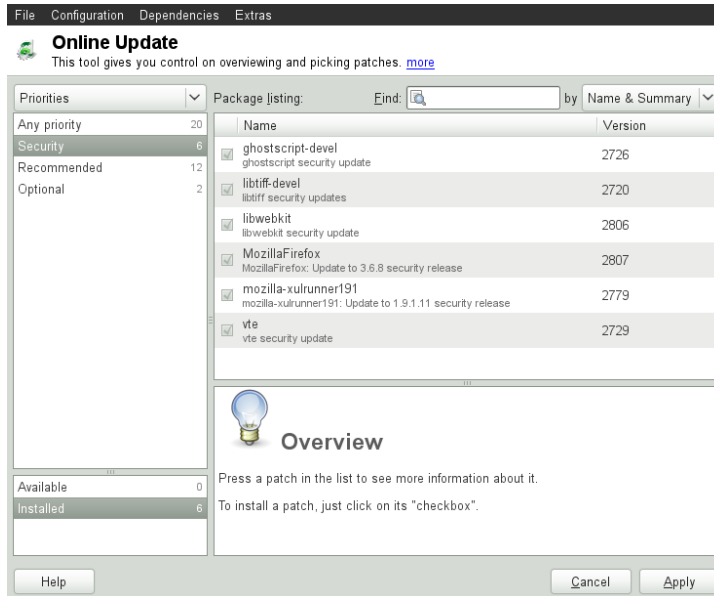 File Configuration Dependencies Extras
Online Update
This tool gives you control on overviewing and picking patches. more
Priorities
Package listing: Find: by Name & Summary
Any priority 20
Security 6
Recommended 12
Optional 2
Name Version
ghostscript-devel 2726
ghostscript security update
libtiff-devel 2720
libtiff security updates
libwebkit 2806
libwebkit security update
MozillaFirefox 2807
MozillaFirefox: Update to 3.6.8 security release
mozilla-xulrunner191 2779
mozilla-xulrunner191: Update to 1.9.1.11 security release
vte 2729
vte security update
Overview
Press a patch in the list to see more information about it.
To install a patch, just click on its "checkbox".
Available 0
Installed 6
Help Cancel Apply